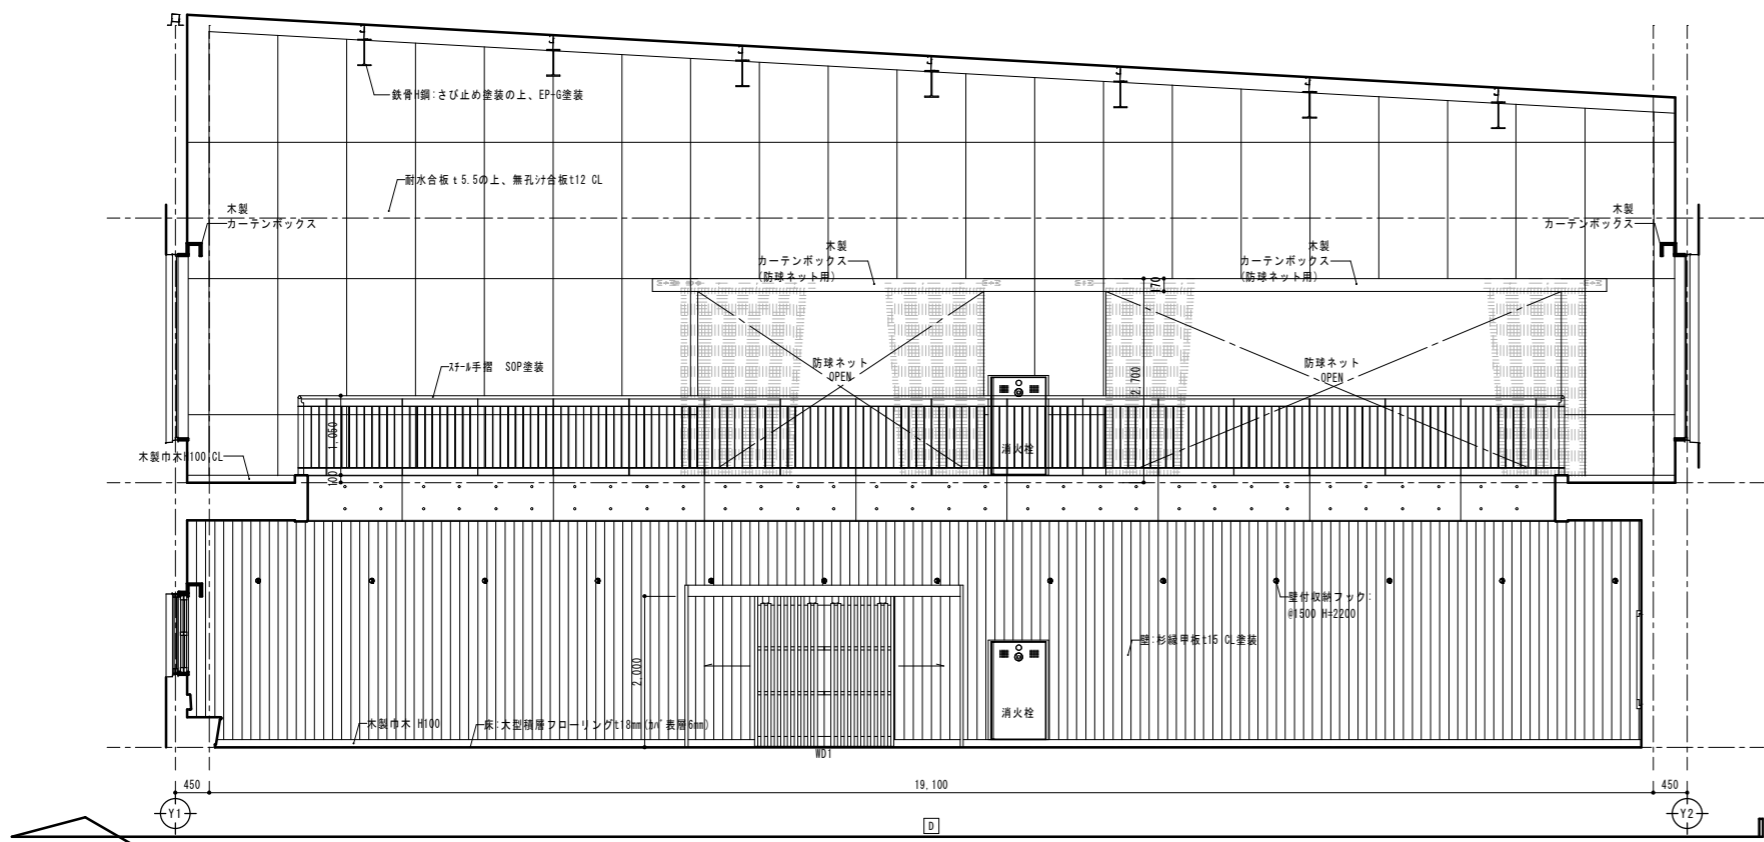 鉄骨H鋼:さび止め塗装の上、EP-G塗装
耐水合板 t 5.5の上、無孔ｼﾅ合板t12 CL
木製
カーテンボックス
木製
カーテンボックス
木製
カーテンボックス
(防球ネット用)
木製
カーテンボックス
(防球ネット用)
170
ｽﾁｰﾙ手摺 SOP塗装
防球ネット
OPEN
防球ネット
OPEN
2,700
1,050
消火栓
木製巾木H100 CL
100
壁付収納フック:
@1500 H=2200
壁:杉縁甲板t15 CL塗装
2,000
消火栓
木製巾木 H100
床:大型積層フローリングt18mm(ｶﾊﾞ表層6mm)
WD1
450
19,100
450
Y1
Y2
D